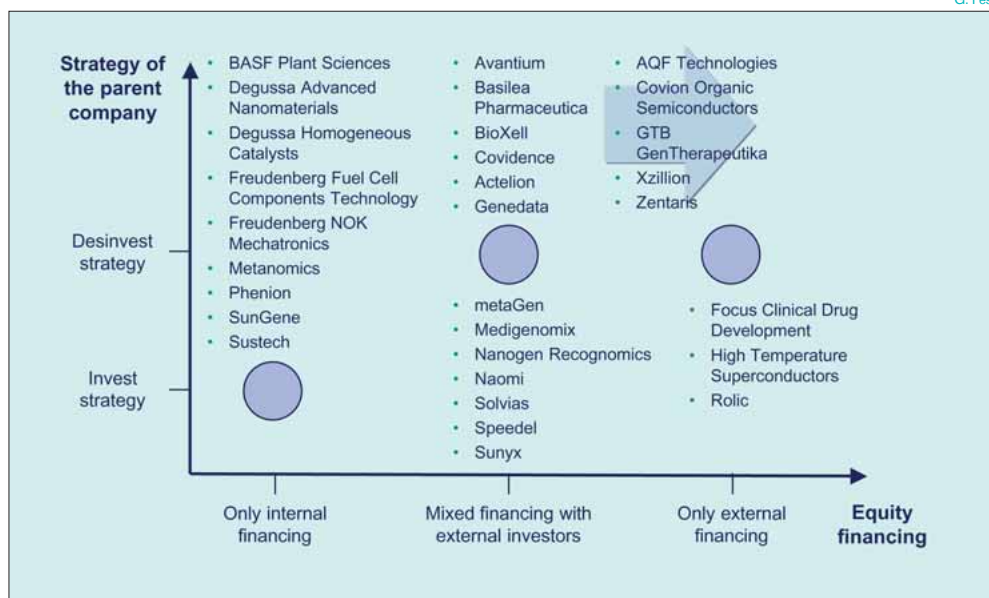 Strategy of
the parent
company
• BASF Plant Sciences
• Degussa Advanced
Nanomaterials
• Degussa Homogeneous
Catalysts
• Freudenberg Fuel Cell
Components Technology
• Freudenberg NOK
Mechatronics
• Metanomics
• Phenion
• SunGene
• Sustech
• Avantium
• Basilea
Pharmaceutica
• BioXell
• Covidence
• Actelion
• Genedata
• metaGen
• Medigenomix
• Nanogen Recognomics
• Naomi
• Solvias
• Speedel
• Sunyx
• AQF Technologies
• Covion Organic
Semiconductors
• GTB
GenTherapeutika
• Xzillion
• Zentaris
• Focus Clinical Drug
Development
• High Temperature
Superconductors
• Rolic
Desinvest
strategy
Invest
strategy
Only internal
financing
Mixed financing with
external investors
Only external
financing
Equity
financing